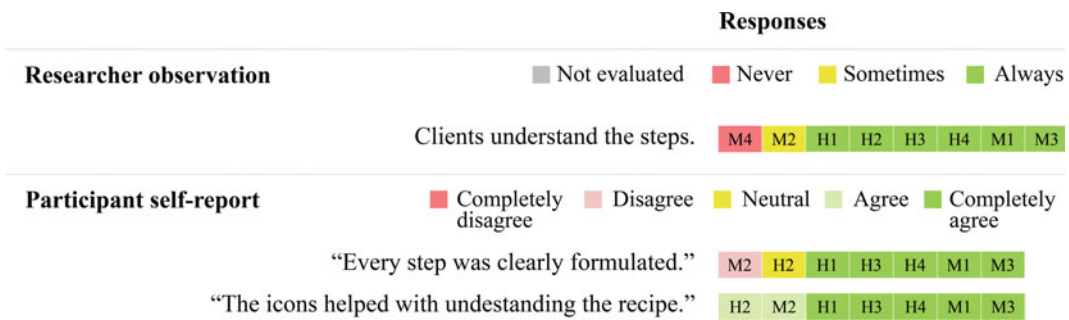 Responses
Researcher observation Not evaluated Never Sometimes Always
Clients understand the steps. M4 M2 H1 H2 H3 H4 M1 M3
Participant self-report Completely disagree Disagree Neutral Agree Completely agree
“Every step was clearly formulated.” M2 H2 H1 H3 H4 M1 M3
“The icons helped with undestanding the recipe.” H2 M2 H1 H3 H4 M1 M3